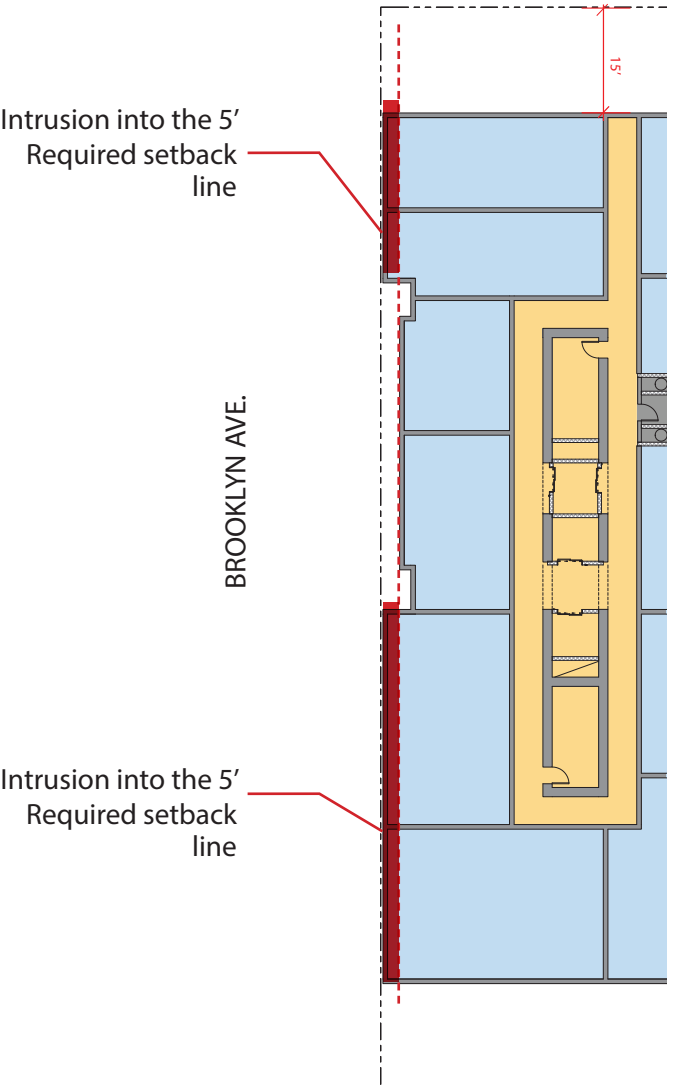 15’
Intrusion into the 5’
Required setback
line
BROOKLYN AVE.
Intrusion into the 5’
Required setback
line